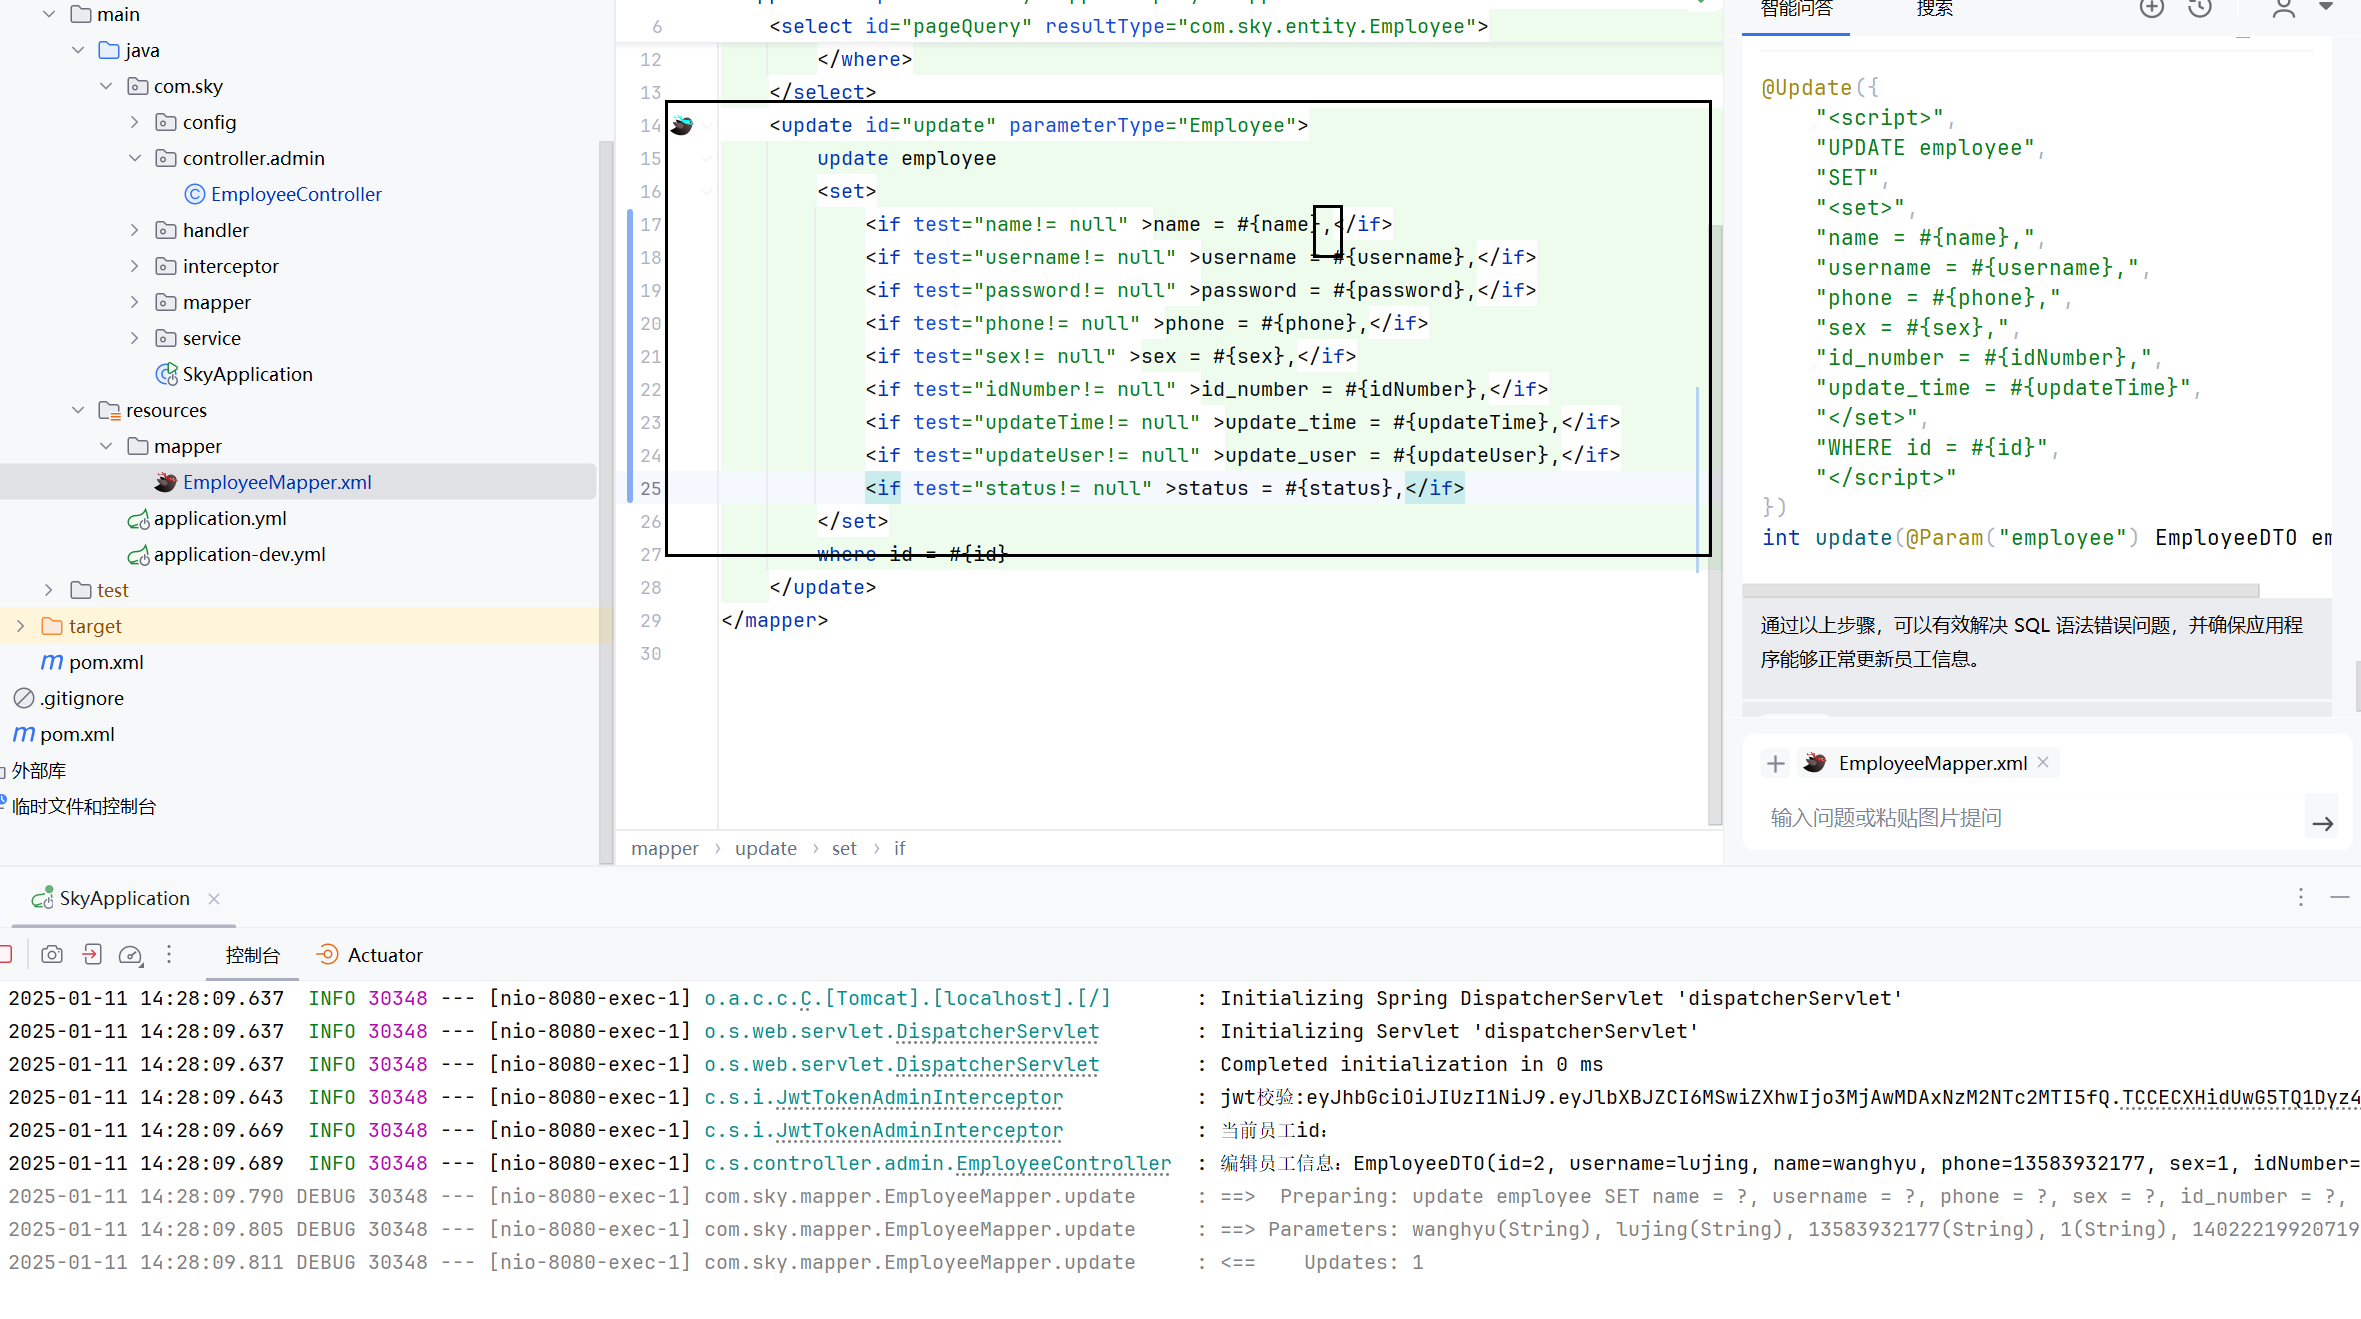 main
java
com.sky
config
controller.admin
EmployeeController
handler
interceptor
mapper
service
SkyApplication
resources
mapper
EmployeeMapper.xml
application.yml
application-dev.yml
test
target
pom.xml
.gitignore
pom.xml
外部库
临时文件和控制台
6 <select id="pageQuery" resultType="com.sky.entity.Employee">
12 </where>
13 </select>
14 <update id="update" parameterType="Employee">
15 update employee
16 <set>
17 <if test="name!= null" >name = #{name},</if>
18 <if test="username!= null" >username = #{username},</if>
19 <if test="password!= null" >password = #{password},</if>
20 <if test="phone!= null" >phone = #{phone},</if>
21 <if test="sex!= null" >sex = #{sex},</if>
22 <if test="idNumber!= null" >id_number = #{idNumber},</if>
23 <if test="updateTime!= null" >update_time = #{updateTime},</if>
24 <if test="updateUser!= null" >update_user = #{updateUser},</if>
25 <if test="status!= null" >status = #{status},</if>
26 </set>
27 where id = #{id}
28 </update>
29 </mapper>
30
mapper › update › set › if
智能问答 搜索
@Update({
"<script>",
"UPDATE employee",
"SET",
"<set>",
"name = #{name},",
"username = #{username},",
"phone = #{phone},",
"sex = #{sex},",
"id_number = #{idNumber},",
"update_time = #{updateTime}",
"</set>",
"WHERE id = #{id}",
"</script>"
})
int update(@Param("employee") EmployeeDTO em
通过以上步骤，可以有效解决 SQL 语法错误问题，并确保应用程
序能够正常更新员工信息。
EmployeeMapper.xml
输入问题或粘贴图片提问
SkyApplication
控制台 Actuator
2025-01-11 14:28:09.637 INFO 30348 --- [nio-8080-exec-1] o.a.c.c.C.[Tomcat].[localhost].[/] : Initializing Spring DispatcherServlet 'dispatcherServlet'
2025-01-11 14:28:09.637 INFO 30348 --- [nio-8080-exec-1] o.s.web.servlet.DispatcherServlet : Initializing Servlet 'dispatcherServlet'
2025-01-11 14:28:09.637 INFO 30348 --- [nio-8080-exec-1] o.s.web.servlet.DispatcherServlet : Completed initialization in 0 ms
2025-01-11 14:28:09.643 INFO 30348 --- [nio-8080-exec-1] c.s.i.JwtTokenAdminInterceptor : jwt校验:eyJhbGciOiJIUzI1NiJ9.eyJlbXBJZCI6MSwiZXhwIjo3MjAwMDAxNzM2NTc2MTI5fQ.TCCECXHidUwG5TQ1Dyz4
2025-01-11 14:28:09.669 INFO 30348 --- [nio-8080-exec-1] c.s.i.JwtTokenAdminInterceptor : 当前员工id:
2025-01-11 14:28:09.689 INFO 30348 --- [nio-8080-exec-1] c.s.controller.admin.EmployeeController : 编辑员工信息：EmployeeDTO(id=2, username=lujing, name=wanghyu, phone=13583932177, sex=1, idNumber=
2025-01-11 14:28:09.790 DEBUG 30348 --- [nio-8080-exec-1] com.sky.mapper.EmployeeMapper.update : ==> Preparing: update employee SET name = ?, username = ?, phone = ?, sex = ?, id_number = ?,
2025-01-11 14:28:09.805 DEBUG 30348 --- [nio-8080-exec-1] com.sky.mapper.EmployeeMapper.update : ==> Parameters: wanghyu(String), lujing(String), 13583932177(String), 1(String), 14022219920719
2025-01-11 14:28:09.811 DEBUG 30348 --- [nio-8080-exec-1] com.sky.mapper.EmployeeMapper.update : <== Updates: 1